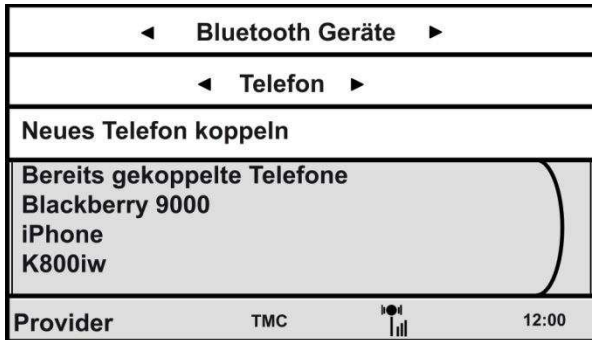 ◄ Bluetooth Geräte ►
◄ Telefon ►
Neues Telefon koppeln
Bereits gekoppelte Telefone
Blackberry 9000
iPhone
K800iw
Provider TMC 12:00